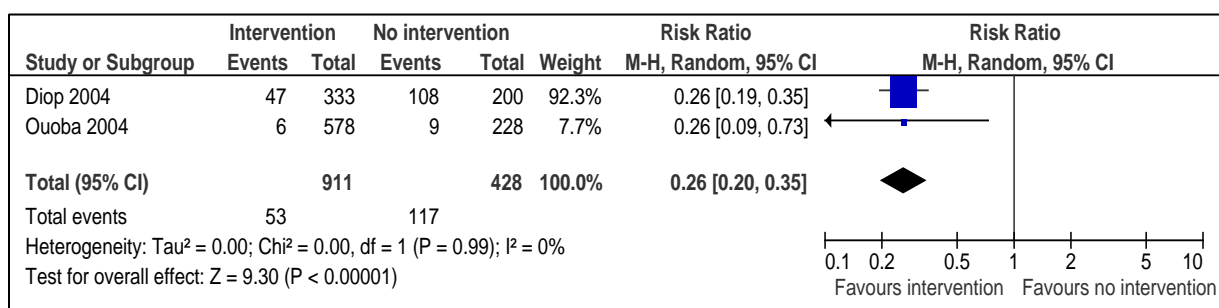 Intervention No intervention Risk Ratio Risk Ratio
Study or Subgroup Events Total Events Total Weight M-H, Random, 95% CI M-H, Random, 95% CI
Diop 2004 47 333 108 200 92.3% 0.26 [0.19, 0.35]
Ouoba 2004 6 578 9 228 7.7% 0.26 [0.09, 0.73]
Total (95% CI) 911 428 100.0% 0.26 [0.20, 0.35]
Total events 53 117
Heterogeneity: Tau² = 0.00; Chi² = 0.00, df = 1 (P = 0.99); I² = 0%
Test for overall effect: Z = 9.30 (P < 0.00001)
0.1 0.2 0.5 1 2 5 10
Favours intervention Favours no intervention